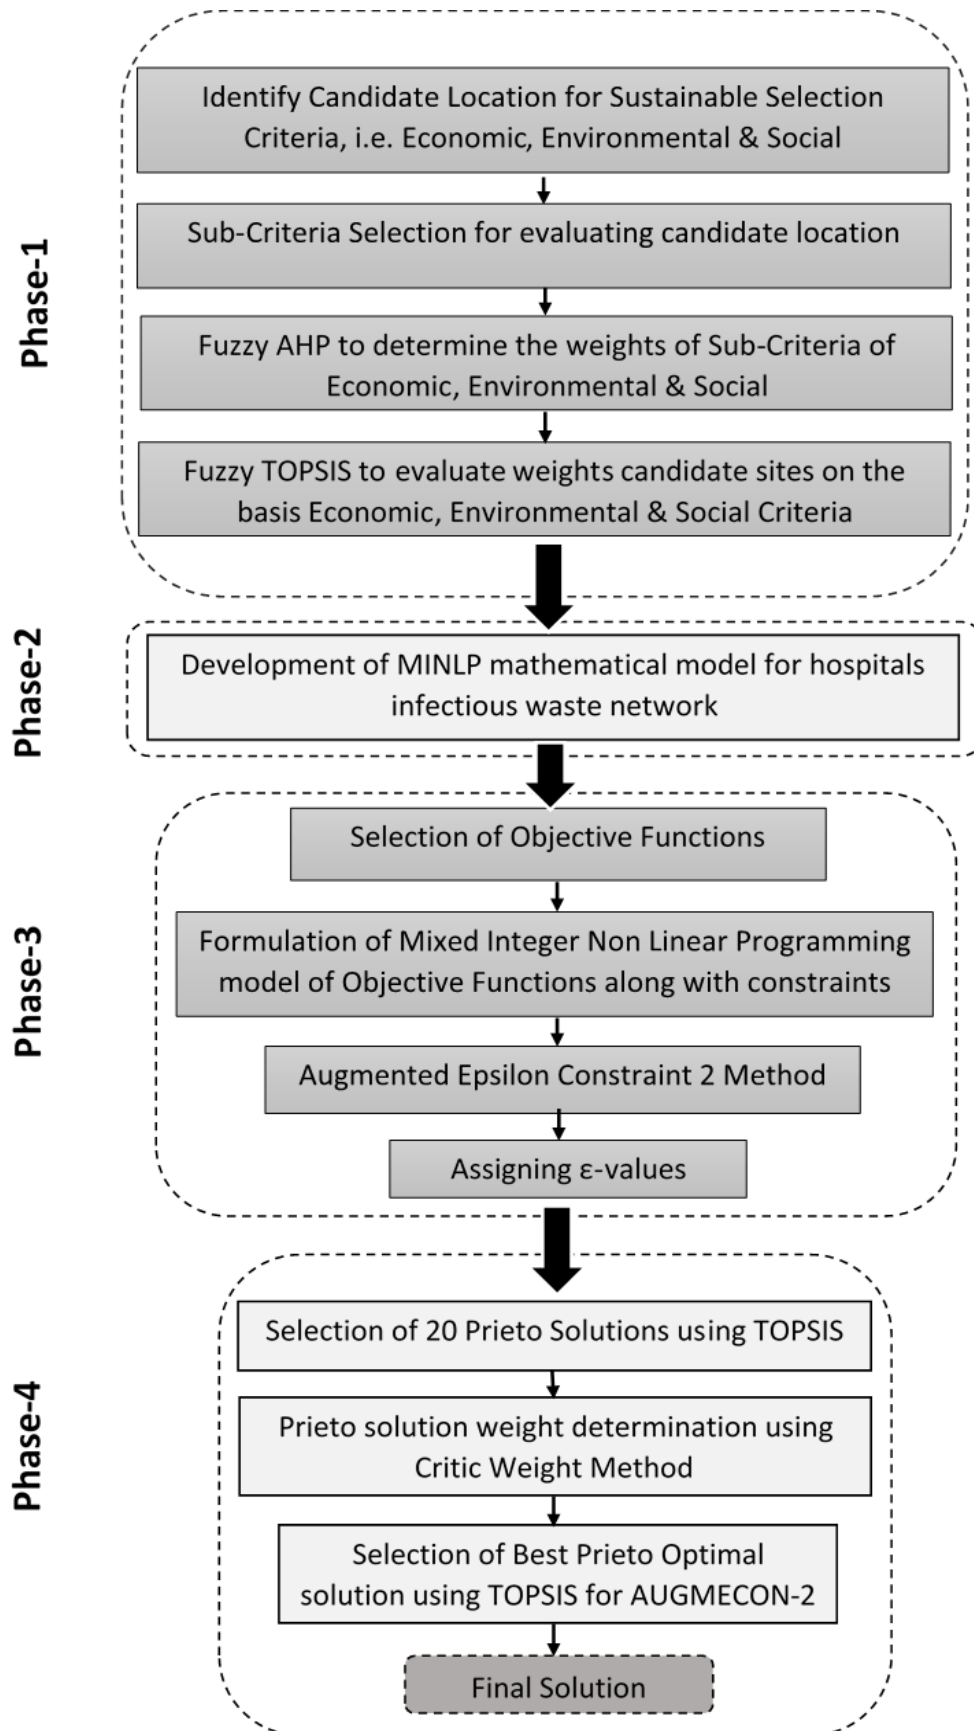 Phase-1
Identify Candidate Location for Sustainable Selection
Criteria, i.e. Economic, Environmental & Social
Sub-Criteria Selection for evaluating candidate location
Fuzzy AHP to determine the weights of Sub-Criteria of
Economic, Environmental & Social
Fuzzy TOPSIS to evaluate weights candidate sites on the
basis Economic, Environmental & Social Criteria
Phase-2
Development of MINLP mathematical model for hospitals
infectious waste network
Phase-3
Selection of Objective Functions
Formulation of Mixed Integer Non Linear Programming
model of Objective Functions along with constraints
Augmented Epsilon Constraint 2 Method
Assigning ε-values
Phase-4
Selection of 20 Prieto Solutions using TOPSIS
Prieto solution weight determination using
Critic Weight Method
Selection of Best Prieto Optimal
solution using TOPSIS for AUGMECON-2
Final Solution